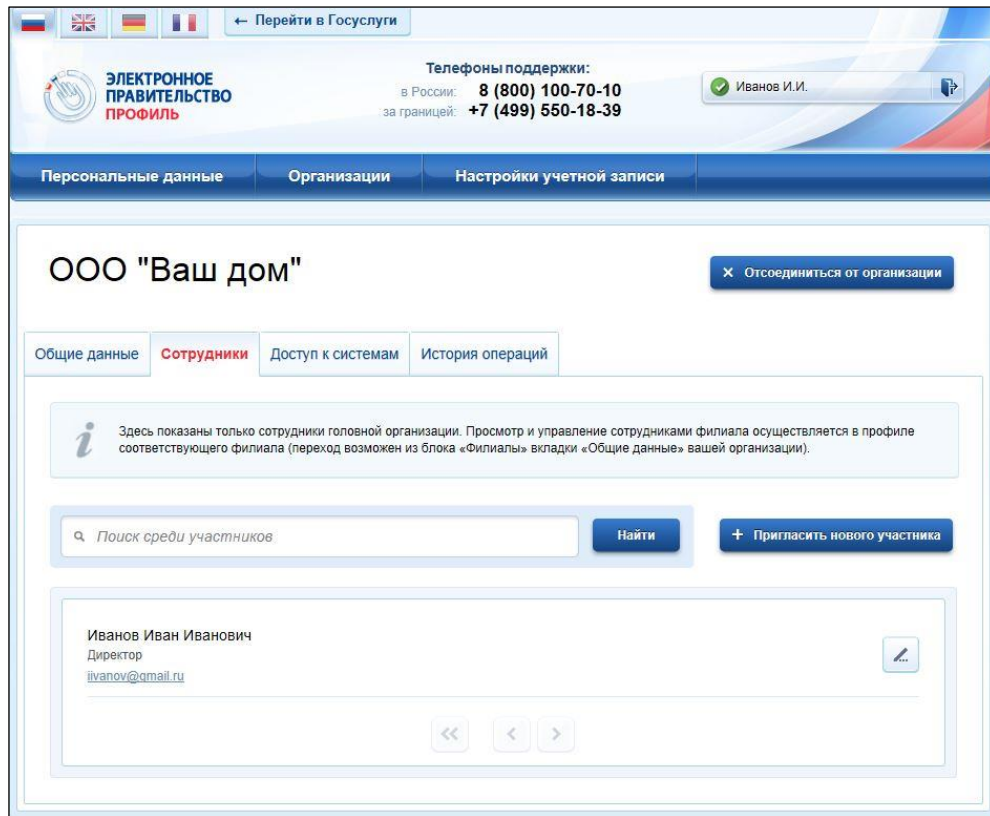 ← Перейти в Госуслуги
ЭЛЕКТРОННОЕ
ПРАВИТЕЛЬСТВО
ПРОФИЛЬ
Телефоны поддержки:
в России: 8 (800) 100-70-10
за границей: +7 (499) 550-18-39
Иванов И.И.
Персональные данные Организации Настройки учетной записи
ООО "Ваш дом"
× Отсоединиться от организации
Общие данные Сотрудники Доступ к системам История операций
Здесь показаны только сотрудники головной организации. Просмотр и управление сотрудниками филиала осуществляется в профиле
соответствующего филиала (переход возможен из блока «Филиалы» вкладки «Общие данные» вашей организации).
Поиск среди участников
Найти
+ Пригласить нового участника
Иванов Иван Иванович
Директор
iivanov@gmail.ru